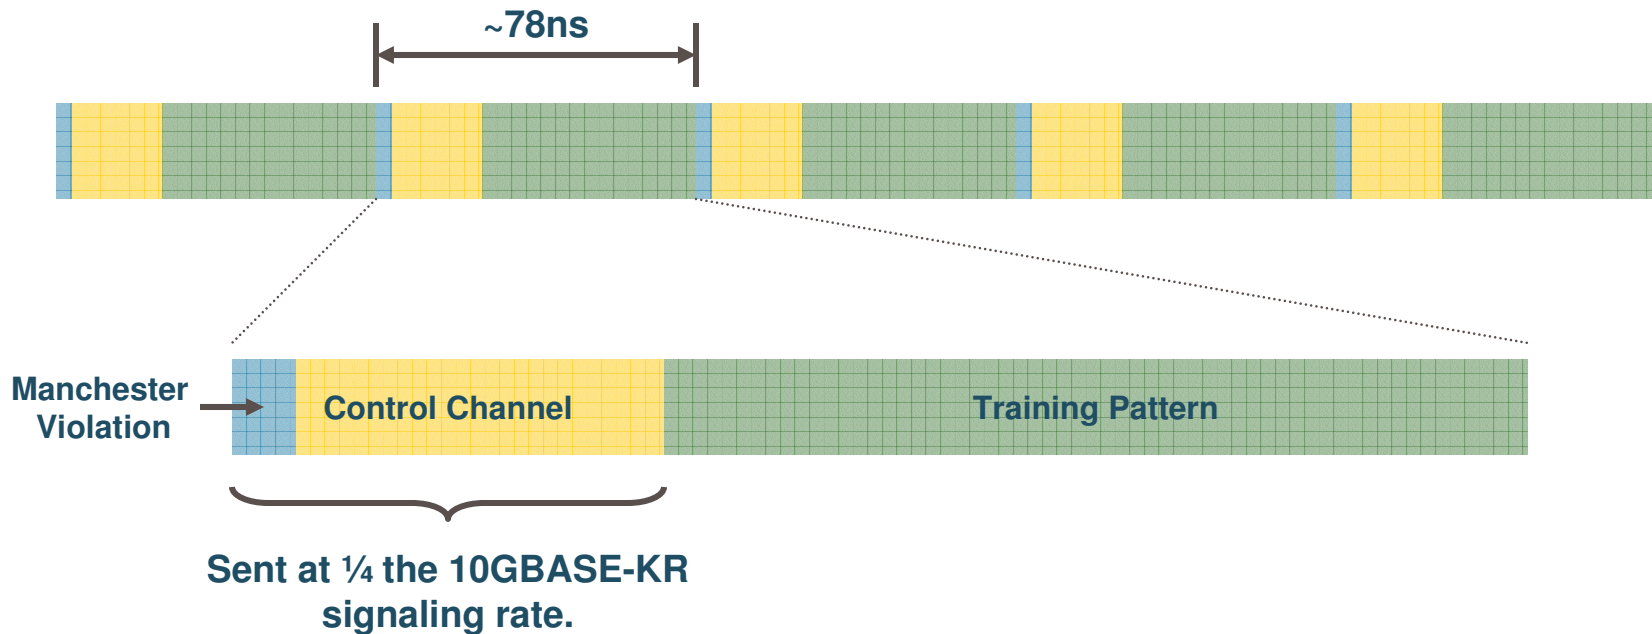 ~78ns
Manchester
Violation
Control Channel
Training Pattern
Sent at ¼ the 10GBASE-KR
signaling rate.